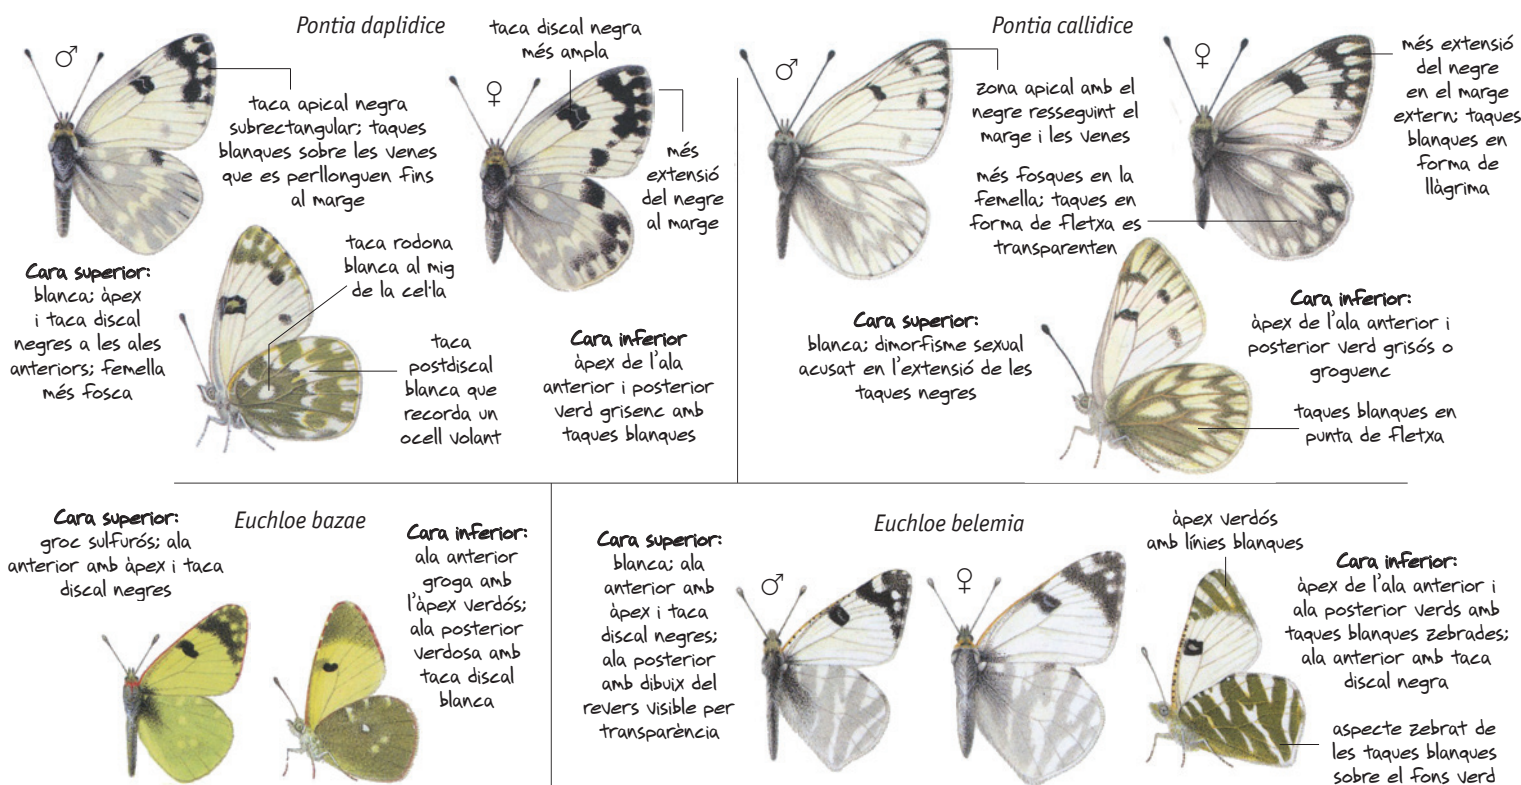 Pontia daplidice
♂
taca apical negra
subrectangular; taques
blanques sobre les venes
que es perllonguen fins
al marge
taca discal negra
més ampla
♀
més
extensió
del negre
al marge
Cara superior:
blanca; àpex
i taca discal
negres a les ales
anteriors; femella
més fosca
taca rodona
blanca al mig
de la cel·la
taca
postdiscal
blanca que
recorda un
ocell volant
Cara inferior
àpex de l'ala
anterior i posterior
verd grisenc amb
taques blanques
Pontia callidice
♂
zona apical amb el
negre resseguint el
marge i les venes
♀
més extensió
del negre
en el marge
extern; taques
blanques en
forma de
llàgrima
més fosques en la
femella; taques en
forma de fletxa es
transparenten
Cara superior:
blanca; dimorfisme sexual
acusat en l'extensió de les
taques negres
Cara inferior:
àpex de l'ala anterior i
posterior verd grisós o
groguenc
taques blanques en
punta de fletxa
Euchloe bazae
Cara superior:
groc sulfurós; ala
anterior amb àpex i taca
discal negres
Cara inferior:
ala anterior
groga amb
l'àpex verdós;
ala posterior
verdosa amb
taca discal
blanca
Euchloe belemia
Cara superior:
blanca; ala
anterior amb
àpex i taca
discal negres;
ala posterior
amb dibuix del
revers visible per
transparència
♂
♀
àpex verdós
amb línies blanques
Cara inferior:
àpex de l'ala anterior i
ala posterior verds amb
taques blanques zebrades;
ala anterior amb taca
discal negra
aspecte zebrat de
les taques blanques
sobre el fons verd